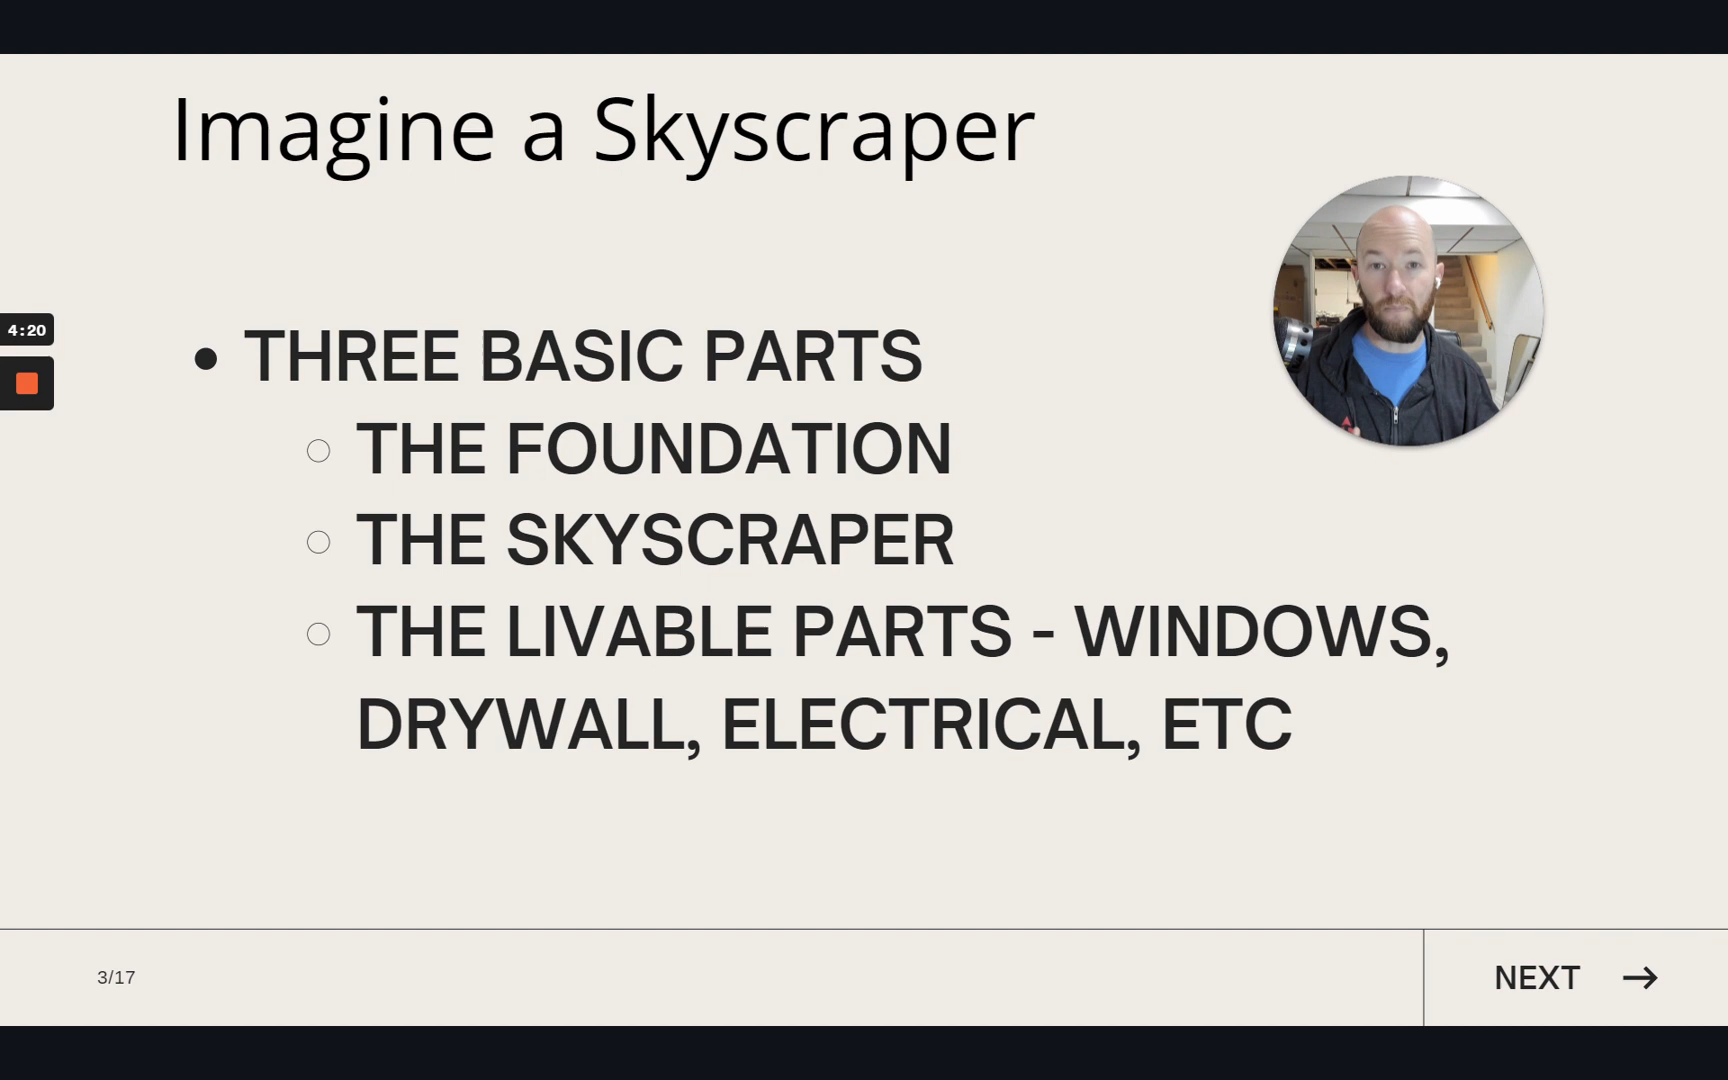 Imagine a Skyscraper
4:20
• THREE BASIC PARTS
○ THE FOUNDATION
○ THE SKYSCRAPER
○ THE LIVABLE PARTS - WINDOWS,
DRYWALL, ELECTRICAL, ETC
3/17
NEXT →